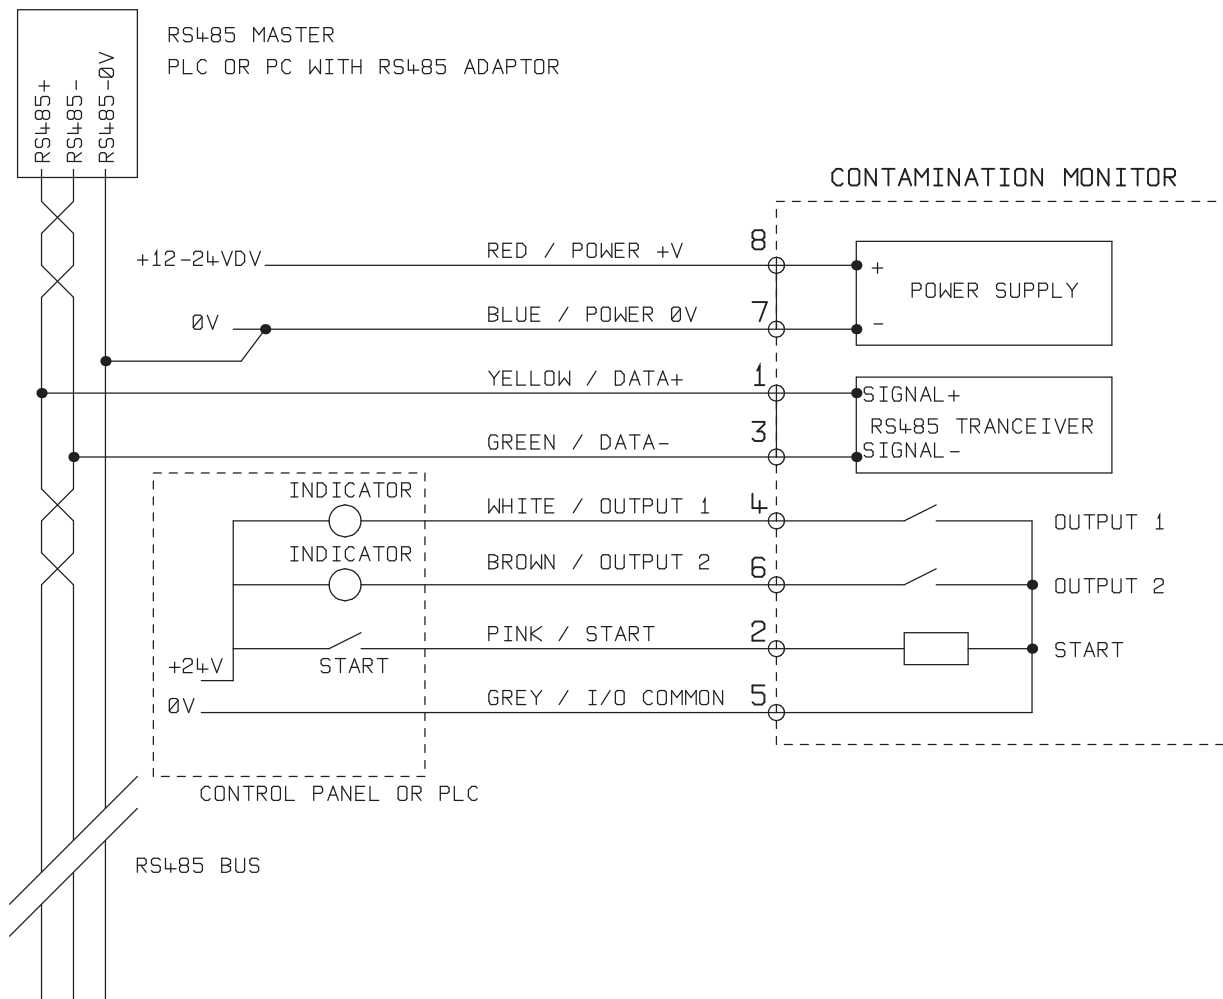 RS485+
RS485-
RS485-0V
RS485 MASTER
PLC OR PC WITH RS485 ADAPTOR
CONTAMINATION MONITOR
+12-24VDV
RED / POWER +V
8
+
POWER SUPPLY
0V
BLUE / POWER 0V
7
-
YELLOW / DATA+
1
SIGNAL+
RS485 TRANCEIVER
GREEN / DATA-
3
SIGNAL-
INDICATOR
WHITE / OUTPUT 1
4
OUTPUT 1
INDICATOR
BROWN / OUTPUT 2
6
OUTPUT 2
PINK / START
2
START
+24V
START
0V
GREY / I/O COMMON
5
CONTROL PANEL OR PLC
RS485 BUS